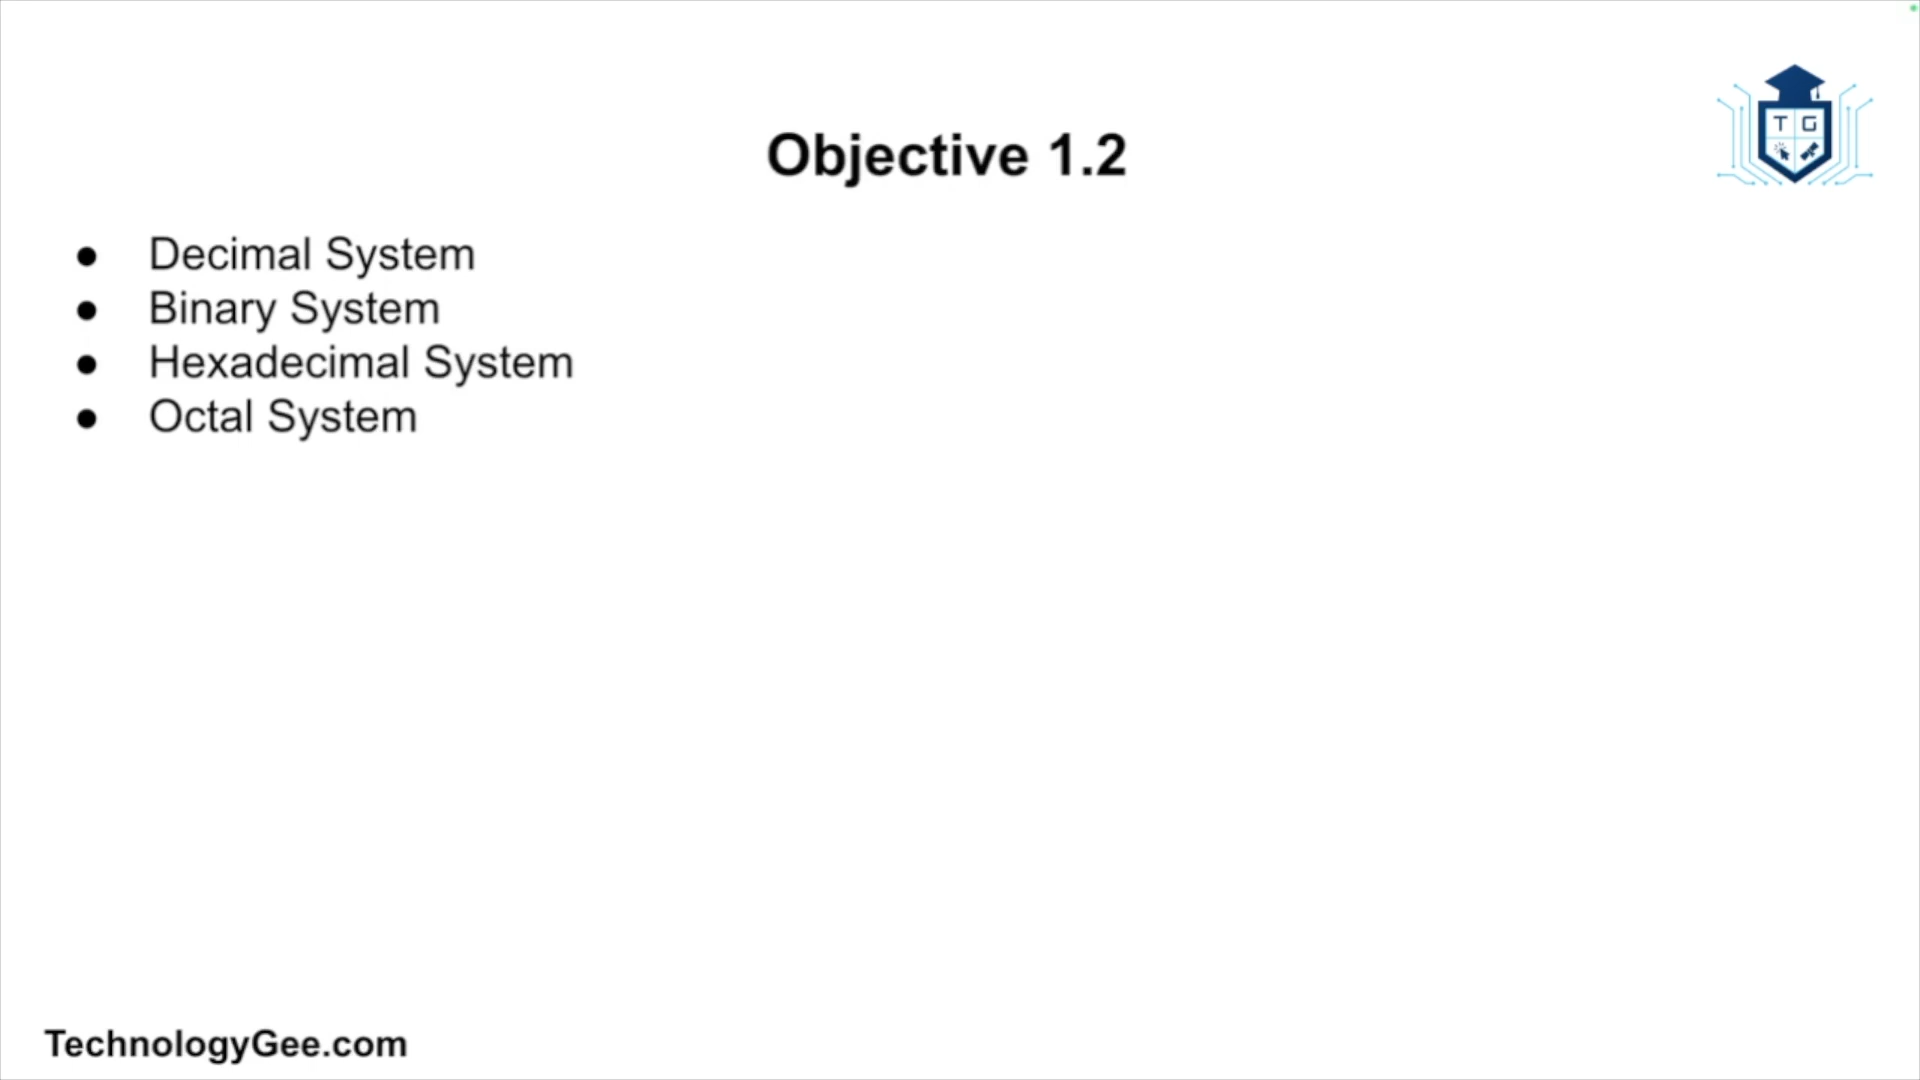 T G
Objective 1.2
● Decimal System
● Binary System
● Hexadecimal System
● Octal System
TechnologyGee.com